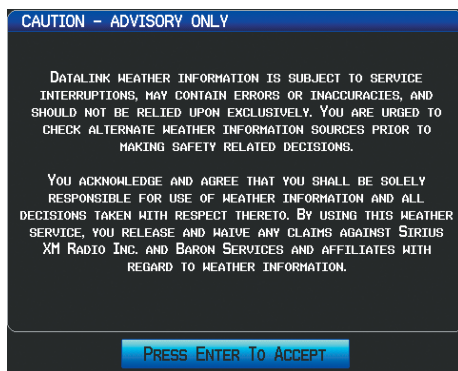 CAUTION – ADVISORY ONLY
DATALINK WEATHER INFORMATION IS SUBJECT TO SERVICE
INTERRUPTIONS, MAY CONTAIN ERRORS OR INACCURACIES, AND
SHOULD NOT BE RELIED UPON EXCLUSIVELY. YOU ARE URGED TO
CHECK ALTERNATE WEATHER INFORMATION SOURCES PRIOR TO
MAKING SAFETY RELATED DECISIONS.
YOU ACKNOWLEDGE AND AGREE THAT YOU SHALL BE SOLELY
RESPONSIBLE FOR USE OF WEATHER INFORMATION AND ALL
DECISIONS TAKEN WITH RESPECT THERETO. BY USING THIS WEATHER
SERVICE, YOU RELEASE AND WAIVE ANY CLAIMS AGAINST SIRIUS
XM RADIO INC. AND BARON SERVICES AND AFFILIATES WITH
REGARD TO WEATHER INFORMATION.
PRESS ENTER TO ACCEPT